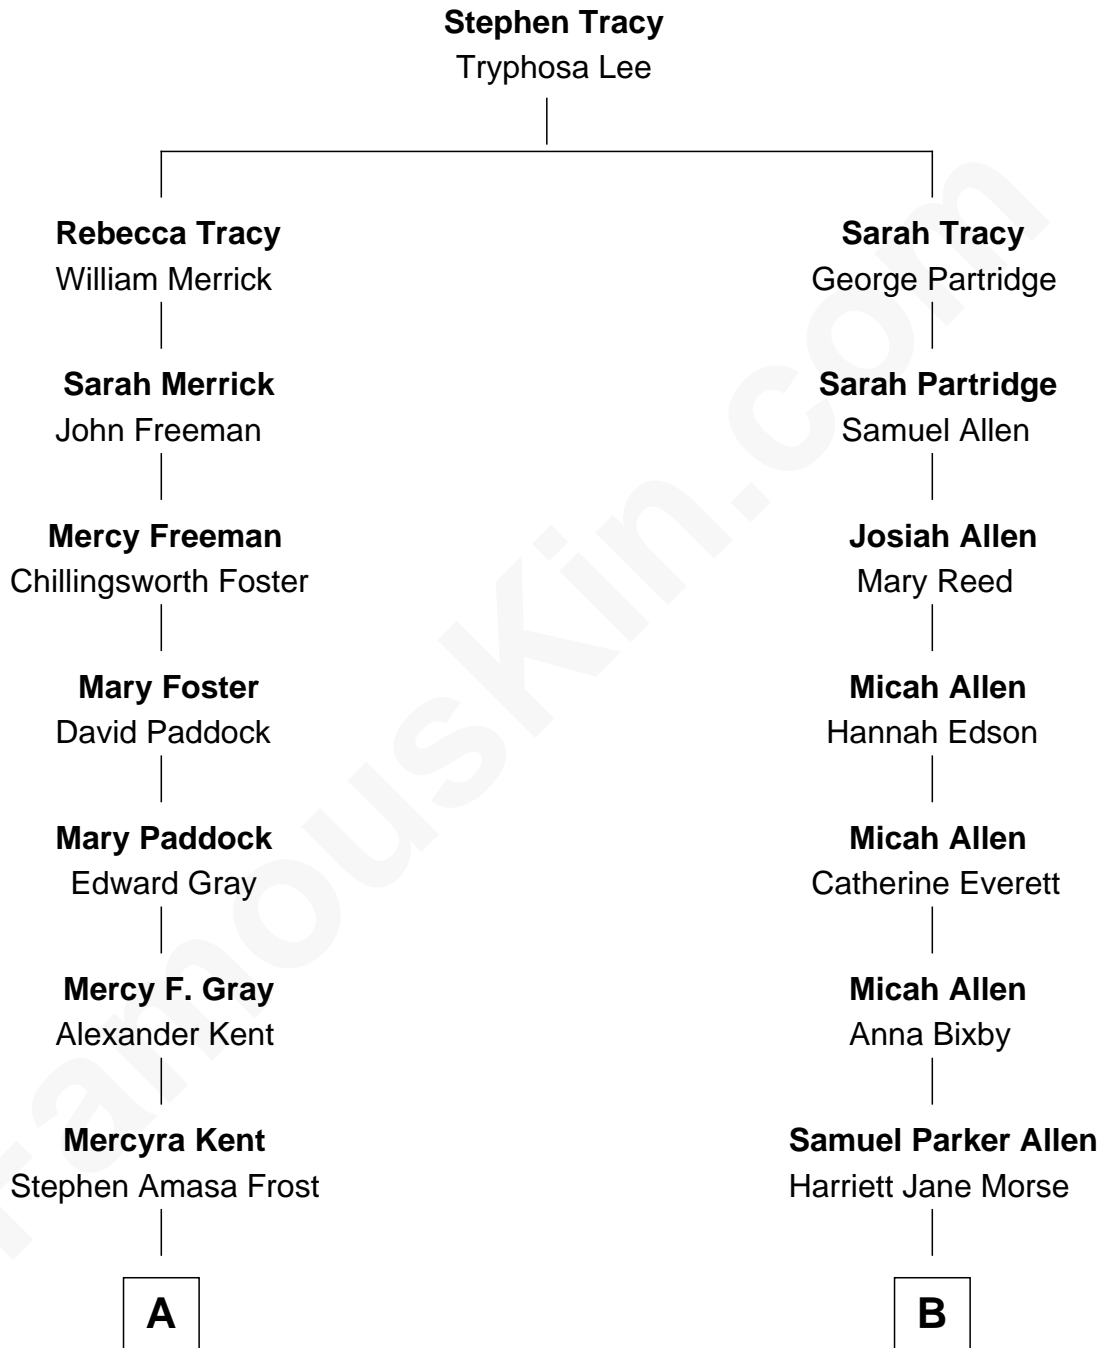 Stephen Tracy
Tryphosa Lee
Rebecca Tracy
William Merrick
Sarah Tracy
George Partridge
Sarah Merrick
John Freeman
Sarah Partridge
Samuel Allen
Mercy Freeman
Chillingsworth Foster
Josiah Allen
Mary Reed
Mary Foster
David Paddock
Micah Allen
Hannah Edson
Mary Paddock
Edward Gray
Micah Allen
Catherine Everett
Mercy F. Gray
Alexander Kent
Micah Allen
Anna Bixby
Mercyra Kent
Stephen Amasa Frost
Samuel Parker Allen
Harriett Jane Morse
A
B
FamousKin.com